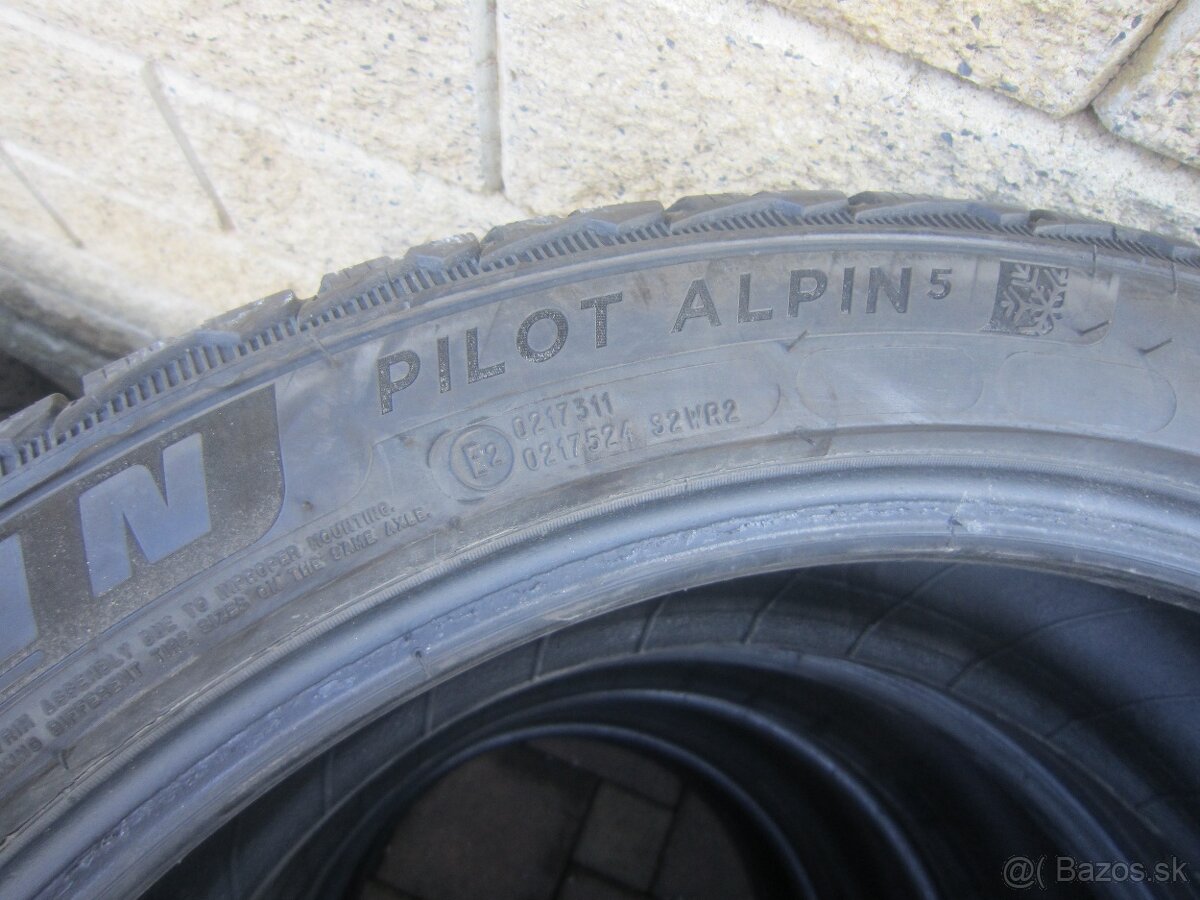 PILOT ALPIN5
E2 0217311
0217524 S2WR2
IN
ASSEMBLY DUE TO IMPROPER MOUNTING.
DIFFERENT TIRE SIZES ON THE SAME AXLE.
@ Bazos.sk